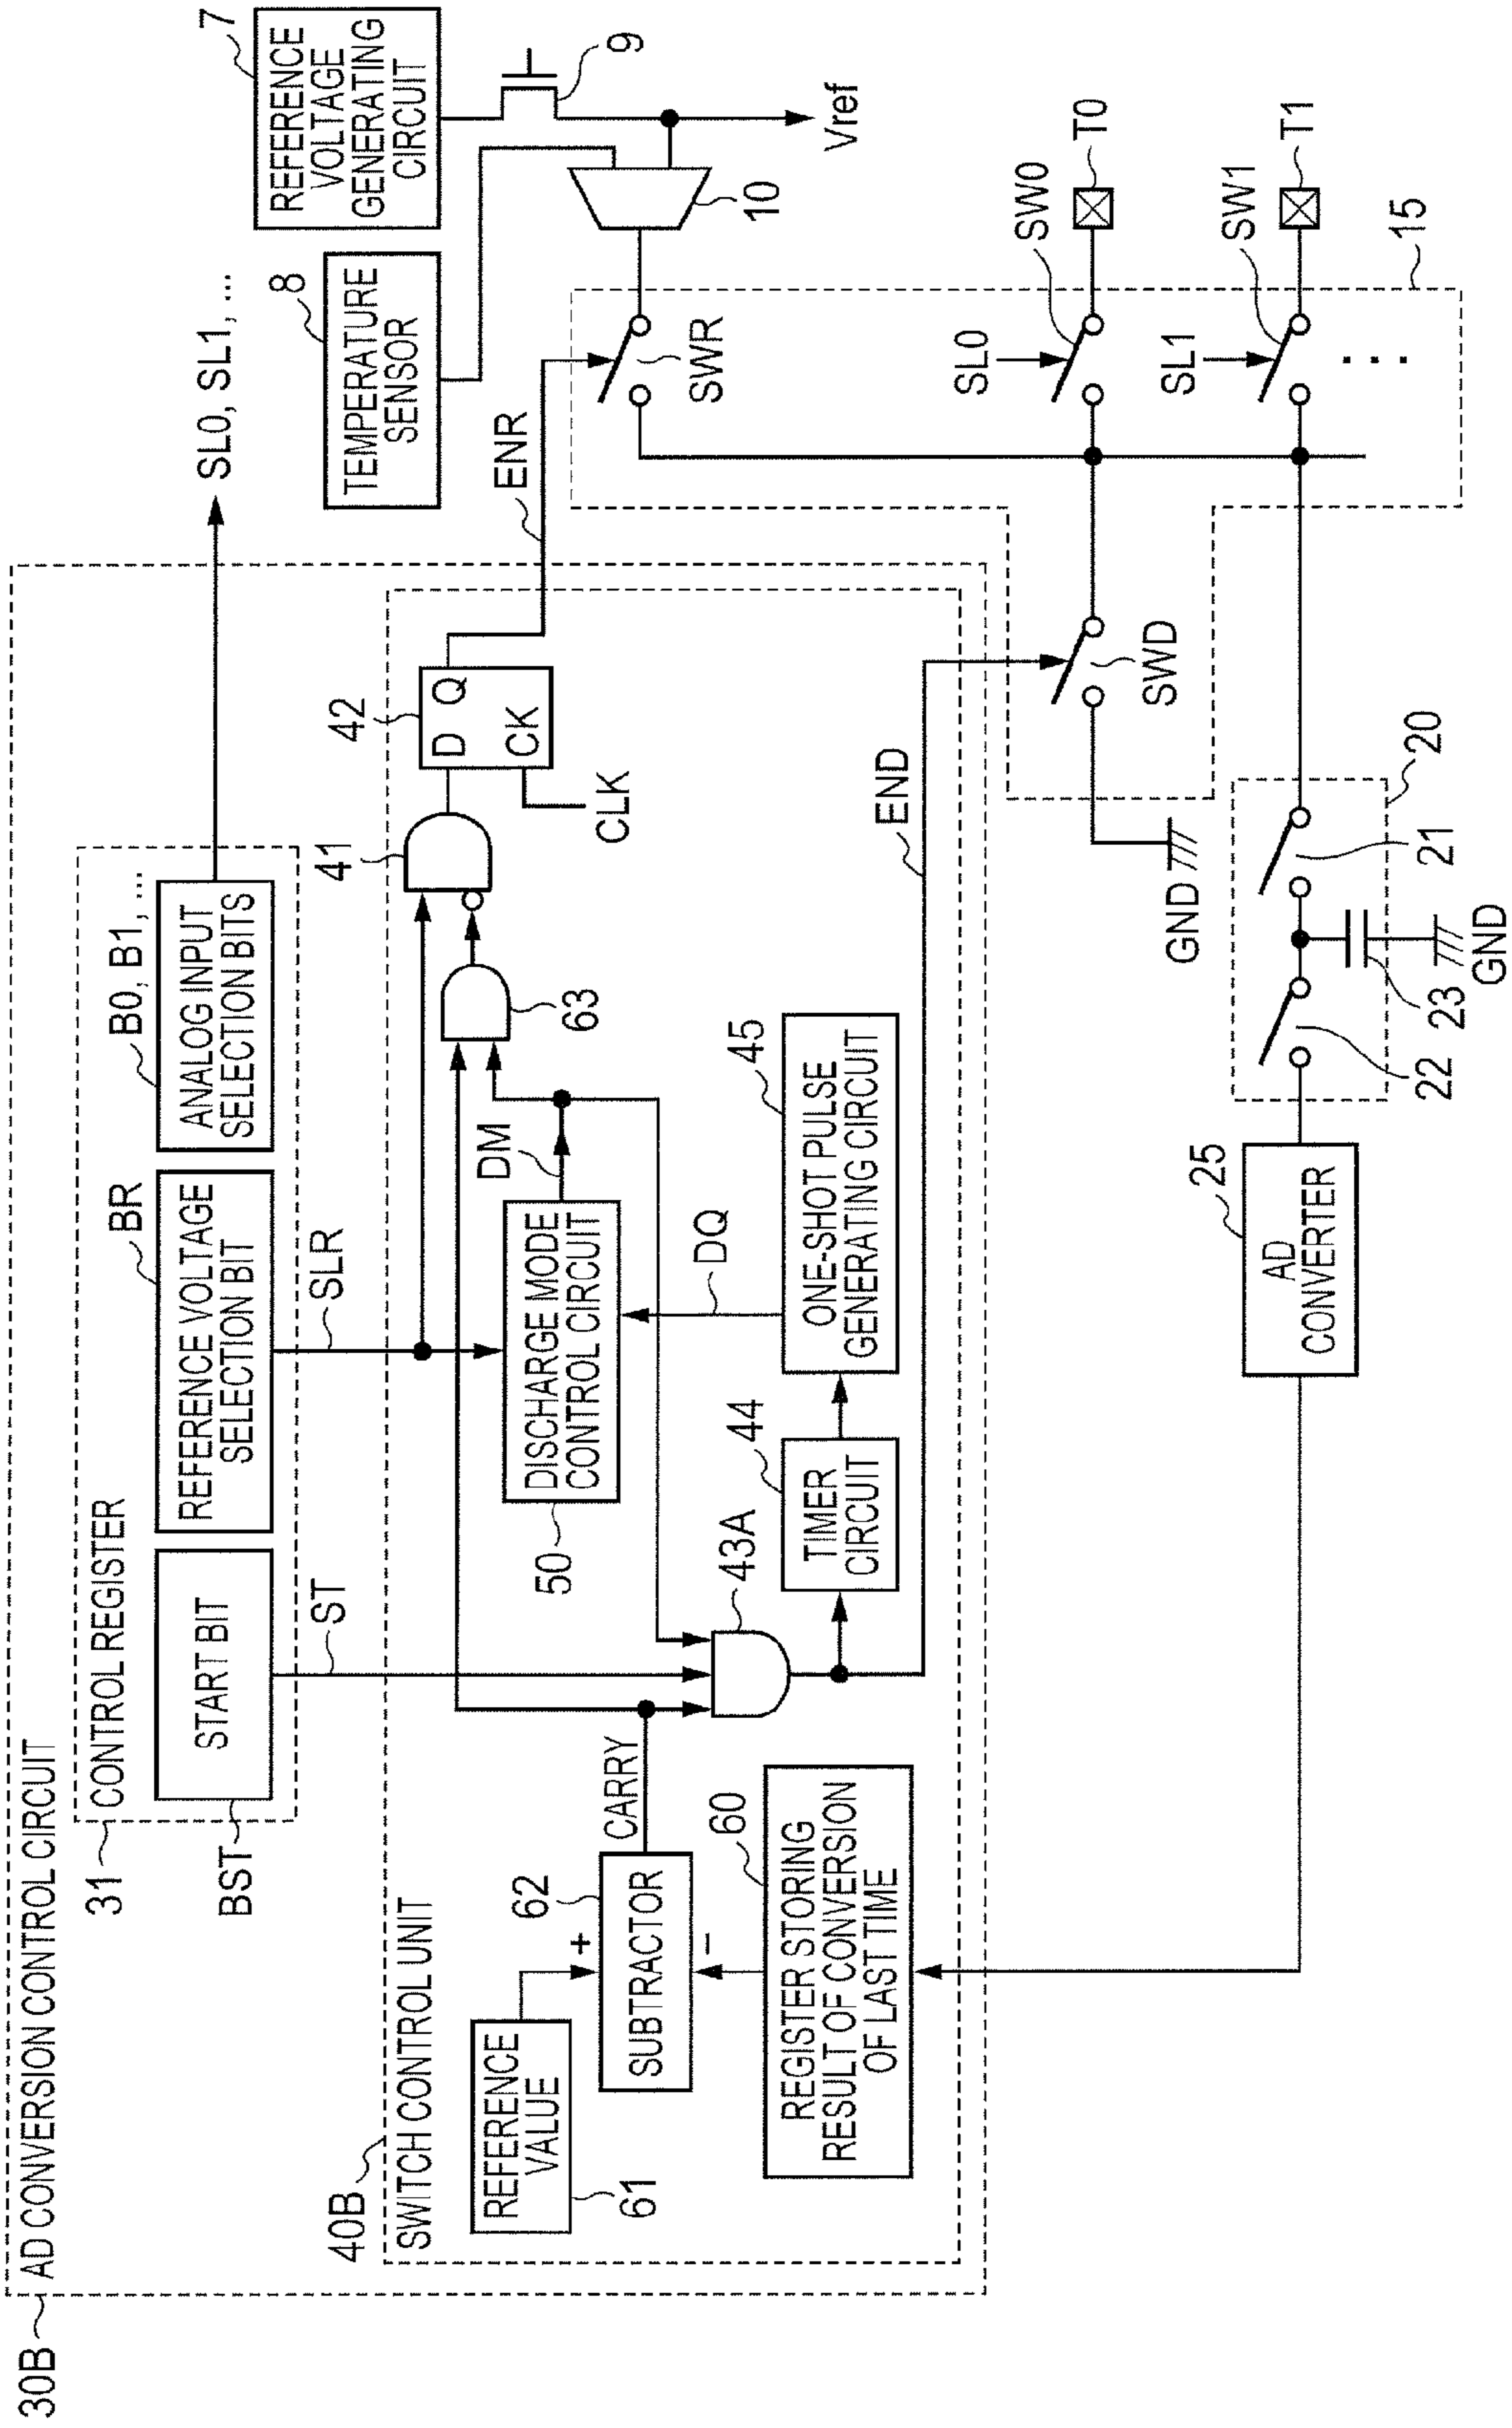 30B
AD CONVERSION CONTROL CIRCUIT
31
CONTROL REGISTER
BST
START BIT
BR
REFERENCE VOLTAGE
SELECTION BIT
B0, B1, ...
ANALOG INPUT
SELECTION BITS
SL0, SL1, ...
ST
SLR
40B
SWITCH CONTROL UNIT
REFERENCE
VALUE
61
62
SUBTRACTOR
+
−
CARRY
60
REGISTER STORING
RESULT OF CONVERSION
OF LAST TIME
43A
50
DISCHARGE MODE
CONTROL CIRCUIT
DM
DQ
44
TIMER
CIRCUIT
45
ONE-SHOT PULSE
GENERATING CIRCUIT
63
41
42
D Q
CK
CLK
ENR
END
8
TEMPERATURE
SENSOR
7
REFERENCE
VOLTAGE
GENERATING
CIRCUIT
9
10
Vref
SWR
SL0
SW0
T0
SL1
SW1
T1
15
SWD
GND
20
21
22
23
GND
25
AD
CONVERTER